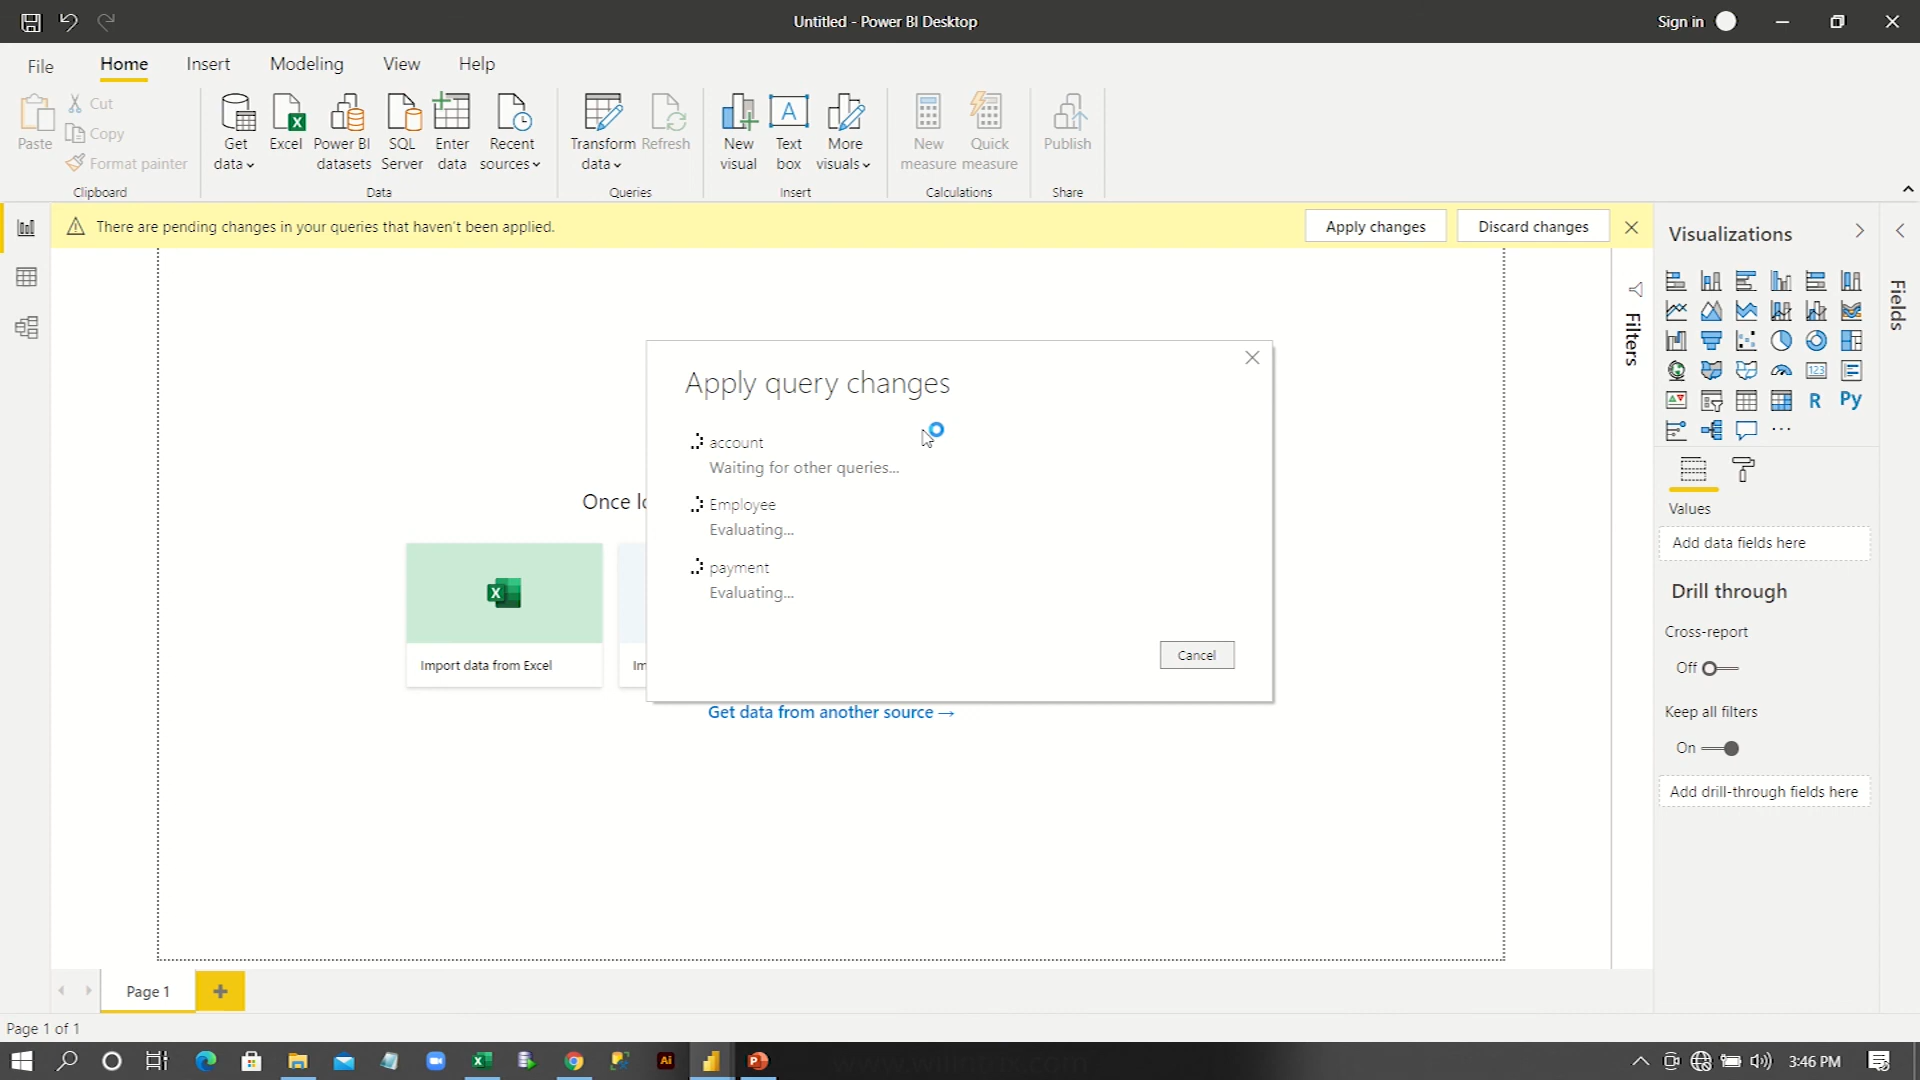 Untitled - Power BI Desktop
Sign in
File
Home
Insert
Modeling
View
Help
Paste
Cut
Copy
Format painter
Clipboard
Get data
Excel
Power BI datasets
SQL Server
Enter data
Recent sources
Data
Transform data
Refresh
Queries
New visual
Text box
More visuals
Insert
New measure
Quick measure
Calculations
Publish
Share
There are pending changes in your queries that haven't been applied.
Apply changes
Discard changes
Visualizations
Fields
Filters
Apply query changes
account
Waiting for other queries...
Employee
Evaluating...
payment
Evaluating...
Cancel
Once lo
Import data from Excel
Im
Get data from another source →
123
R
Py
Values
Add data fields here
Drill through
Cross-report
Off
Keep all filters
On
Add drill-through fields here
Page 1
Page 1 of 1
Ai
3:46 PM